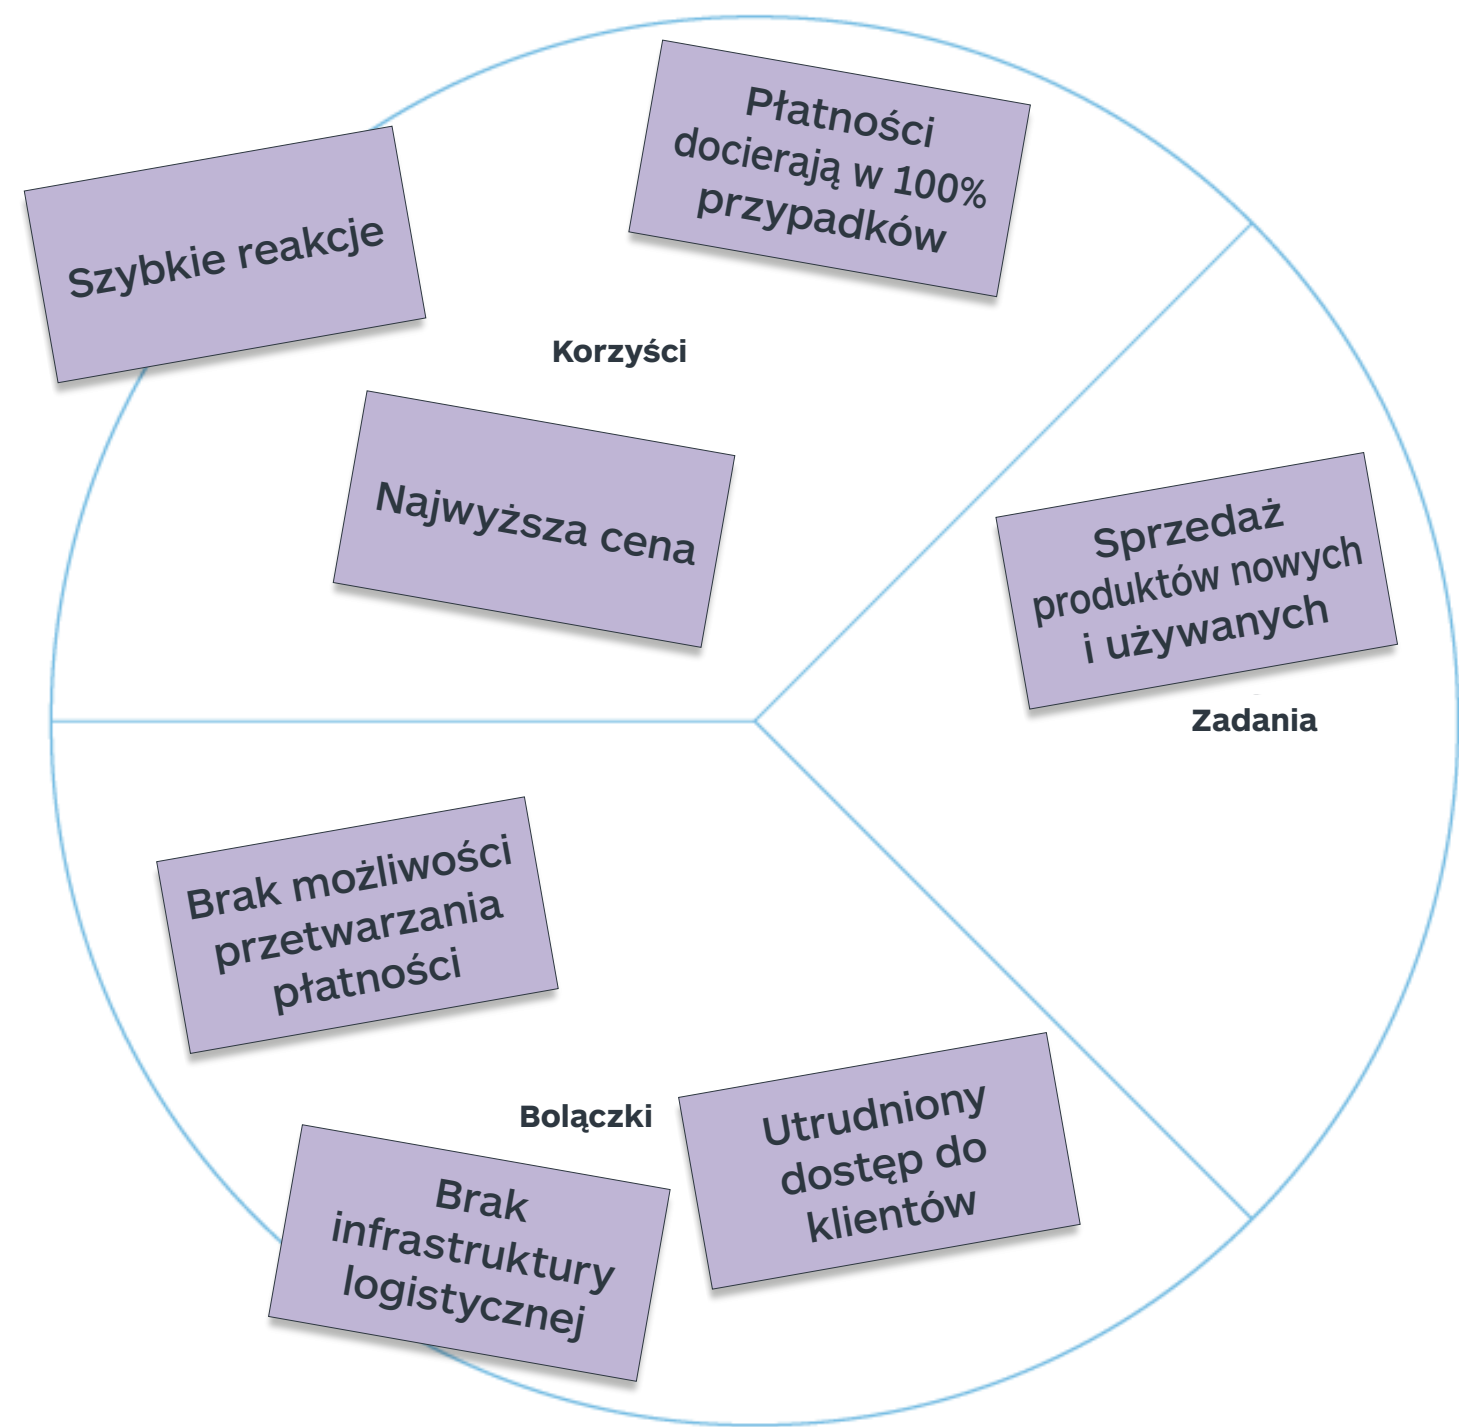 Płatności
docierają w 100%
przypadków
Szybkie reakcje
Korzyści
Najwyższa cena
Sprzedaż
produktów nowych
i używanych
Zadania
Brak możliwości
przetwarzania
płatności
Bolączki
Utrudniony
dostęp do
klientów
Brak
infrastruktury
logistycznej